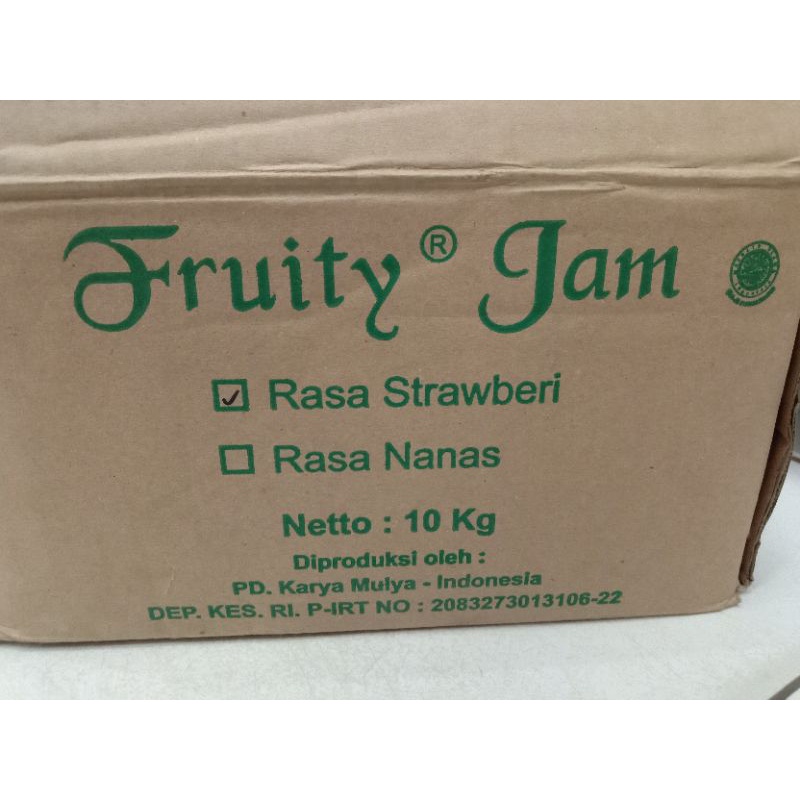 Fruity® Jam
☑ Rasa Strawberi
☐ Rasa Nanas
Netto : 10 Kg
Diproduksi oleh :
PD. Karya Mulya - Indonesia
DEP. KES. RI. P-IRT NO : 2083273013106-22